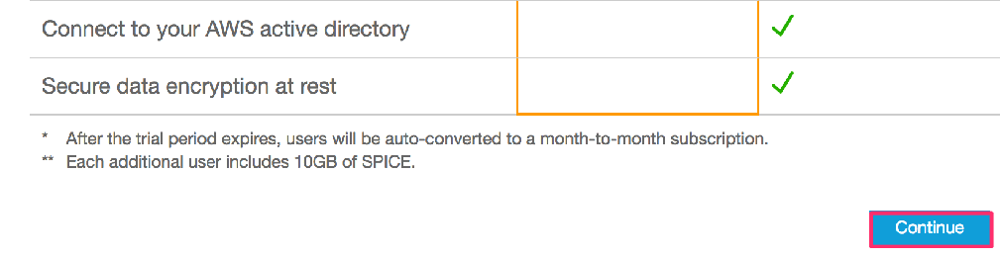 Connect to your AWS active directory
Secure data encryption at rest
* After the trial period expires, users will be auto-converted to a month-to-month subscription.
** Each additional user includes 10GB of SPICE.
Continue